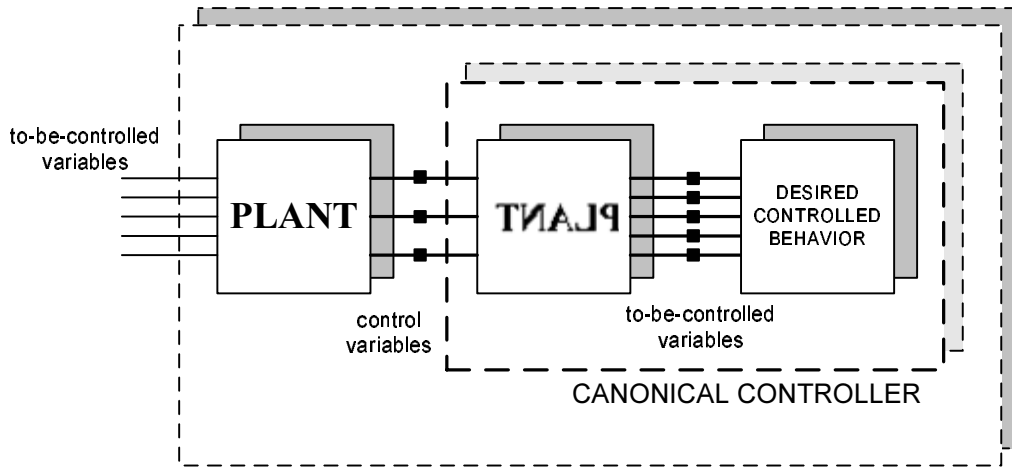 to-be-controlled
variables
PLANT
control
variables
PLANT
to-be-controlled
variables
DESIRED
CONTROLLED
BEHAVIOR
CANONICAL CONTROLLER